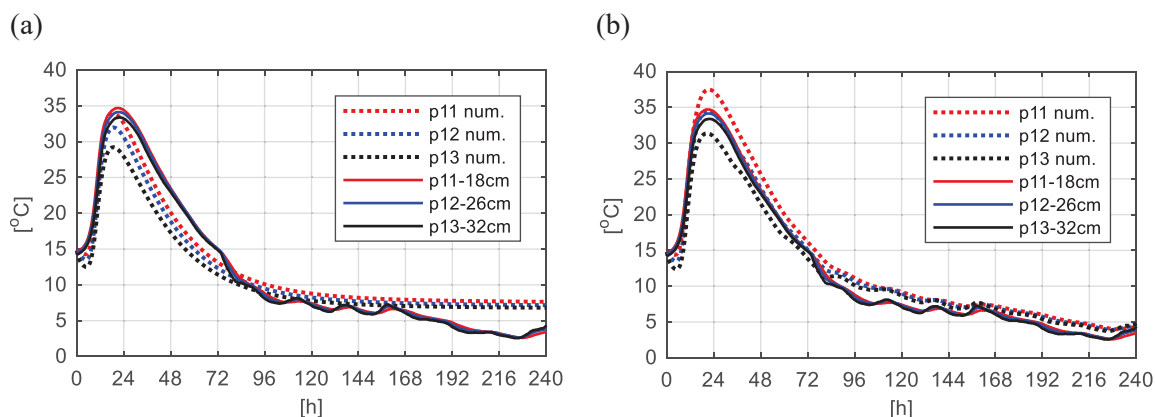 (a)
(b)
40
35
30
25
20
15
10
5
0
[°C]
p11 num.
p12 num.
p13 num.
p11-18cm
p12-26cm
p13-32cm
0 24 48 72 96 120 144 168 192 216 240
[h]
40
35
30
25
20
15
10
5
0
[°C]
p11 num.
p12 num.
p13 num.
p11-18cm
p12-26cm
p13-32cm
0 24 48 72 96 120 144 168 192 216 240
[h]